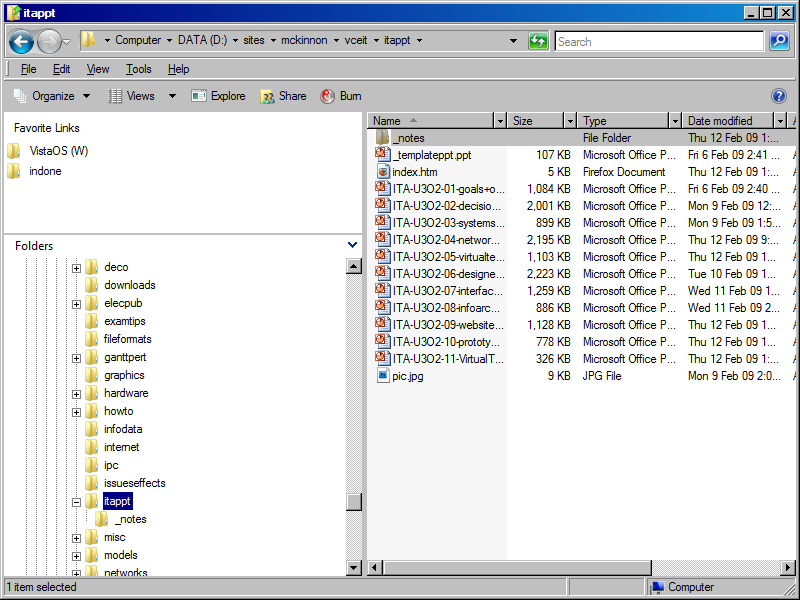 itappt
Computer DATA (D:) sites mckinnon vceit itappt
Search
File Edit View Tools Help
Organize Views Explore Share Burn
Favorite Links
VistaOS (W)
indone
Folders
deco
downloads
elecpub
examtips
fileformats
ganttpert
graphics
hardware
howto
infodata
internet
ipc
issueseffects
itappt
_notes
misc
models
networks
Name Size Type Date modified A
_notes File Folder Thu 12 Feb 09 1:... A
_templateppt.ppt 107 KB Microsoft Office P... Fri 6 Feb 09 2:41 ... A
index.htm 5 KB Firefox Document Thu 12 Feb 09 1:... A
ITA-U3O2-01-goals+o... 1,084 KB Microsoft Office P... Fri 6 Feb 09 2:40 ... A
ITA-U3O2-02-decisio... 2,001 KB Microsoft Office P... Mon 9 Feb 09 12:... A
ITA-U3O2-03-systems... 899 KB Microsoft Office P... Mon 9 Feb 09 1:5... A
ITA-U3O2-04-networ... 2,195 KB Microsoft Office P... Thu 12 Feb 09 9:... A
ITA-U3O2-05-virtualte... 1,103 KB Microsoft Office P... Thu 12 Feb 09 1... A
ITA-U3O2-06-designe... 2,223 KB Microsoft Office P... Tue 10 Feb 09 1... A
ITA-U3O2-07-interfac... 1,259 KB Microsoft Office P... Wed 11 Feb 09 1... A
ITA-U3O2-08-infoarc... 886 KB Microsoft Office P... Wed 11 Feb 09 2... A
ITA-U3O2-09-website... 1,128 KB Microsoft Office P... Thu 12 Feb 09 1... A
ITA-U3O2-10-prototy... 778 KB Microsoft Office P... Thu 12 Feb 09 1... A
ITA-U3O2-11-VirtualT... 326 KB Microsoft Office P... Thu 12 Feb 09 1:... A
pic.jpg 9 KB JPG File Mon 9 Feb 09 2:0... A
1 item selected
Computer